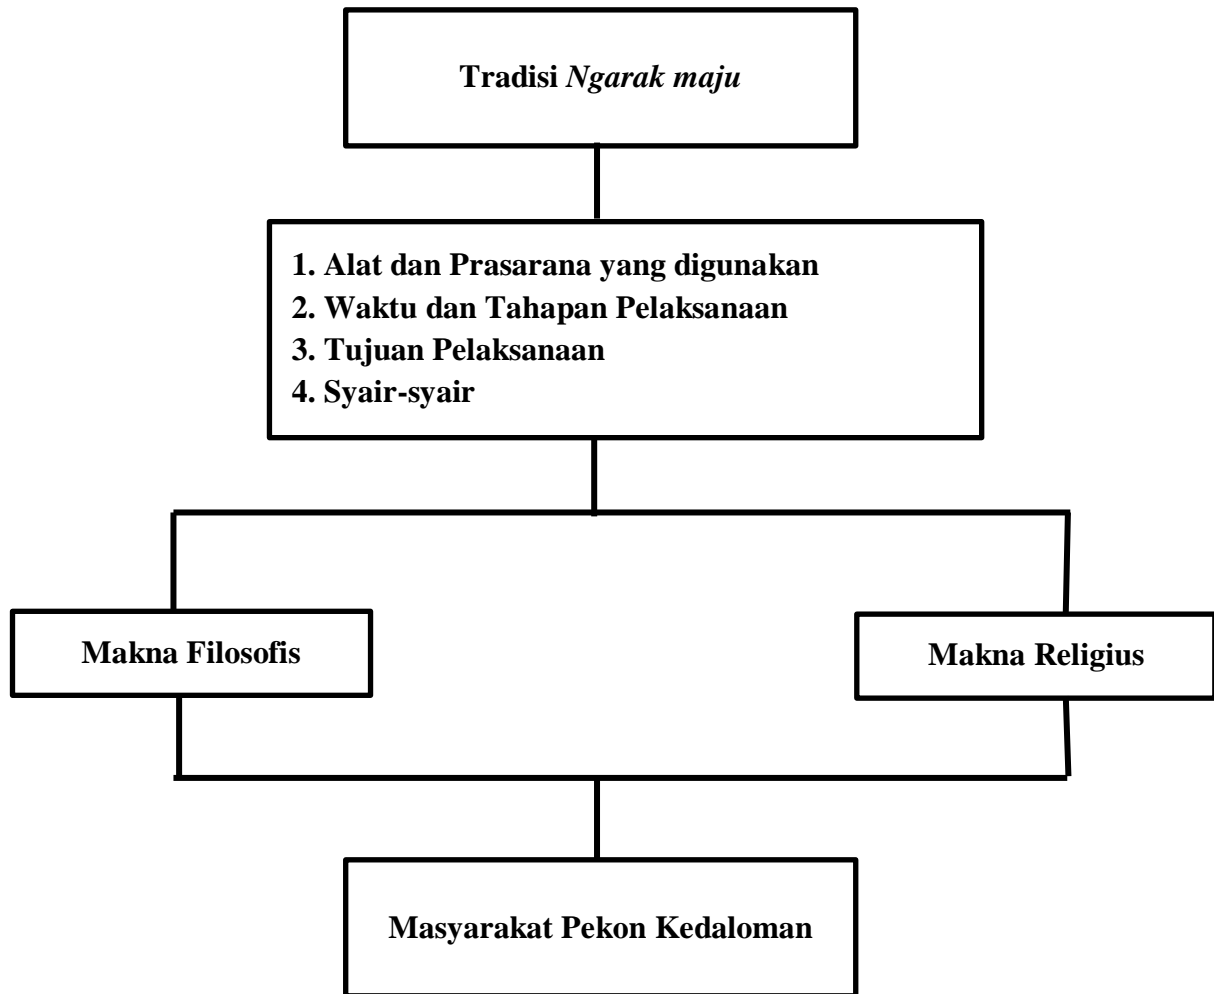 Tradisi Ngarak maju
1. Alat dan Prasarana yang digunakan
2. Waktu dan Tahapan Pelaksanaan
3. Tujuan Pelaksanaan
4. Syair-syair
Makna Filosofis
Makna Religius
Masyarakat Pekon Kedaloman